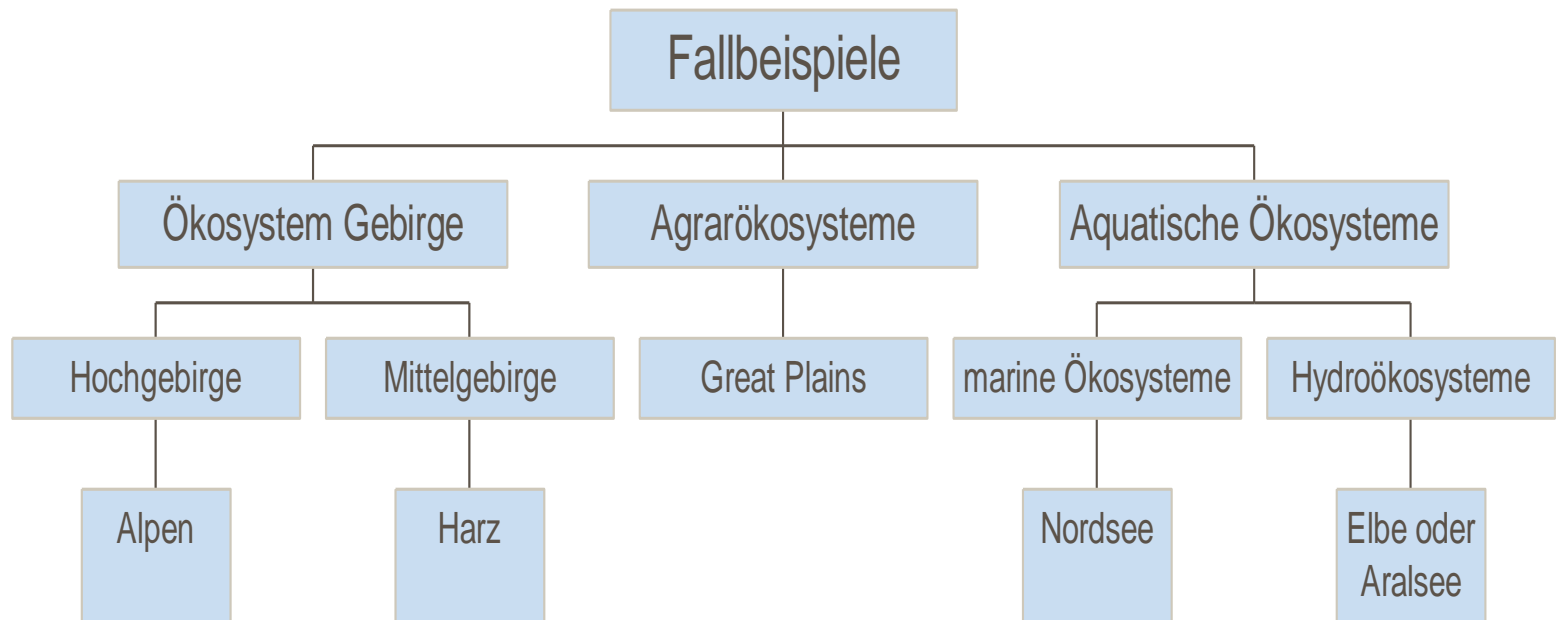 Fallbeispiele
Ökosystem Gebirge
Agrarökosysteme
Aquatische Ökosysteme
Hochgebirge
Mittelgebirge
Great Plains
marine Ökosysteme
Hydroökosysteme
Alpen
Harz
Nordsee
Elbe oder
Aralsee